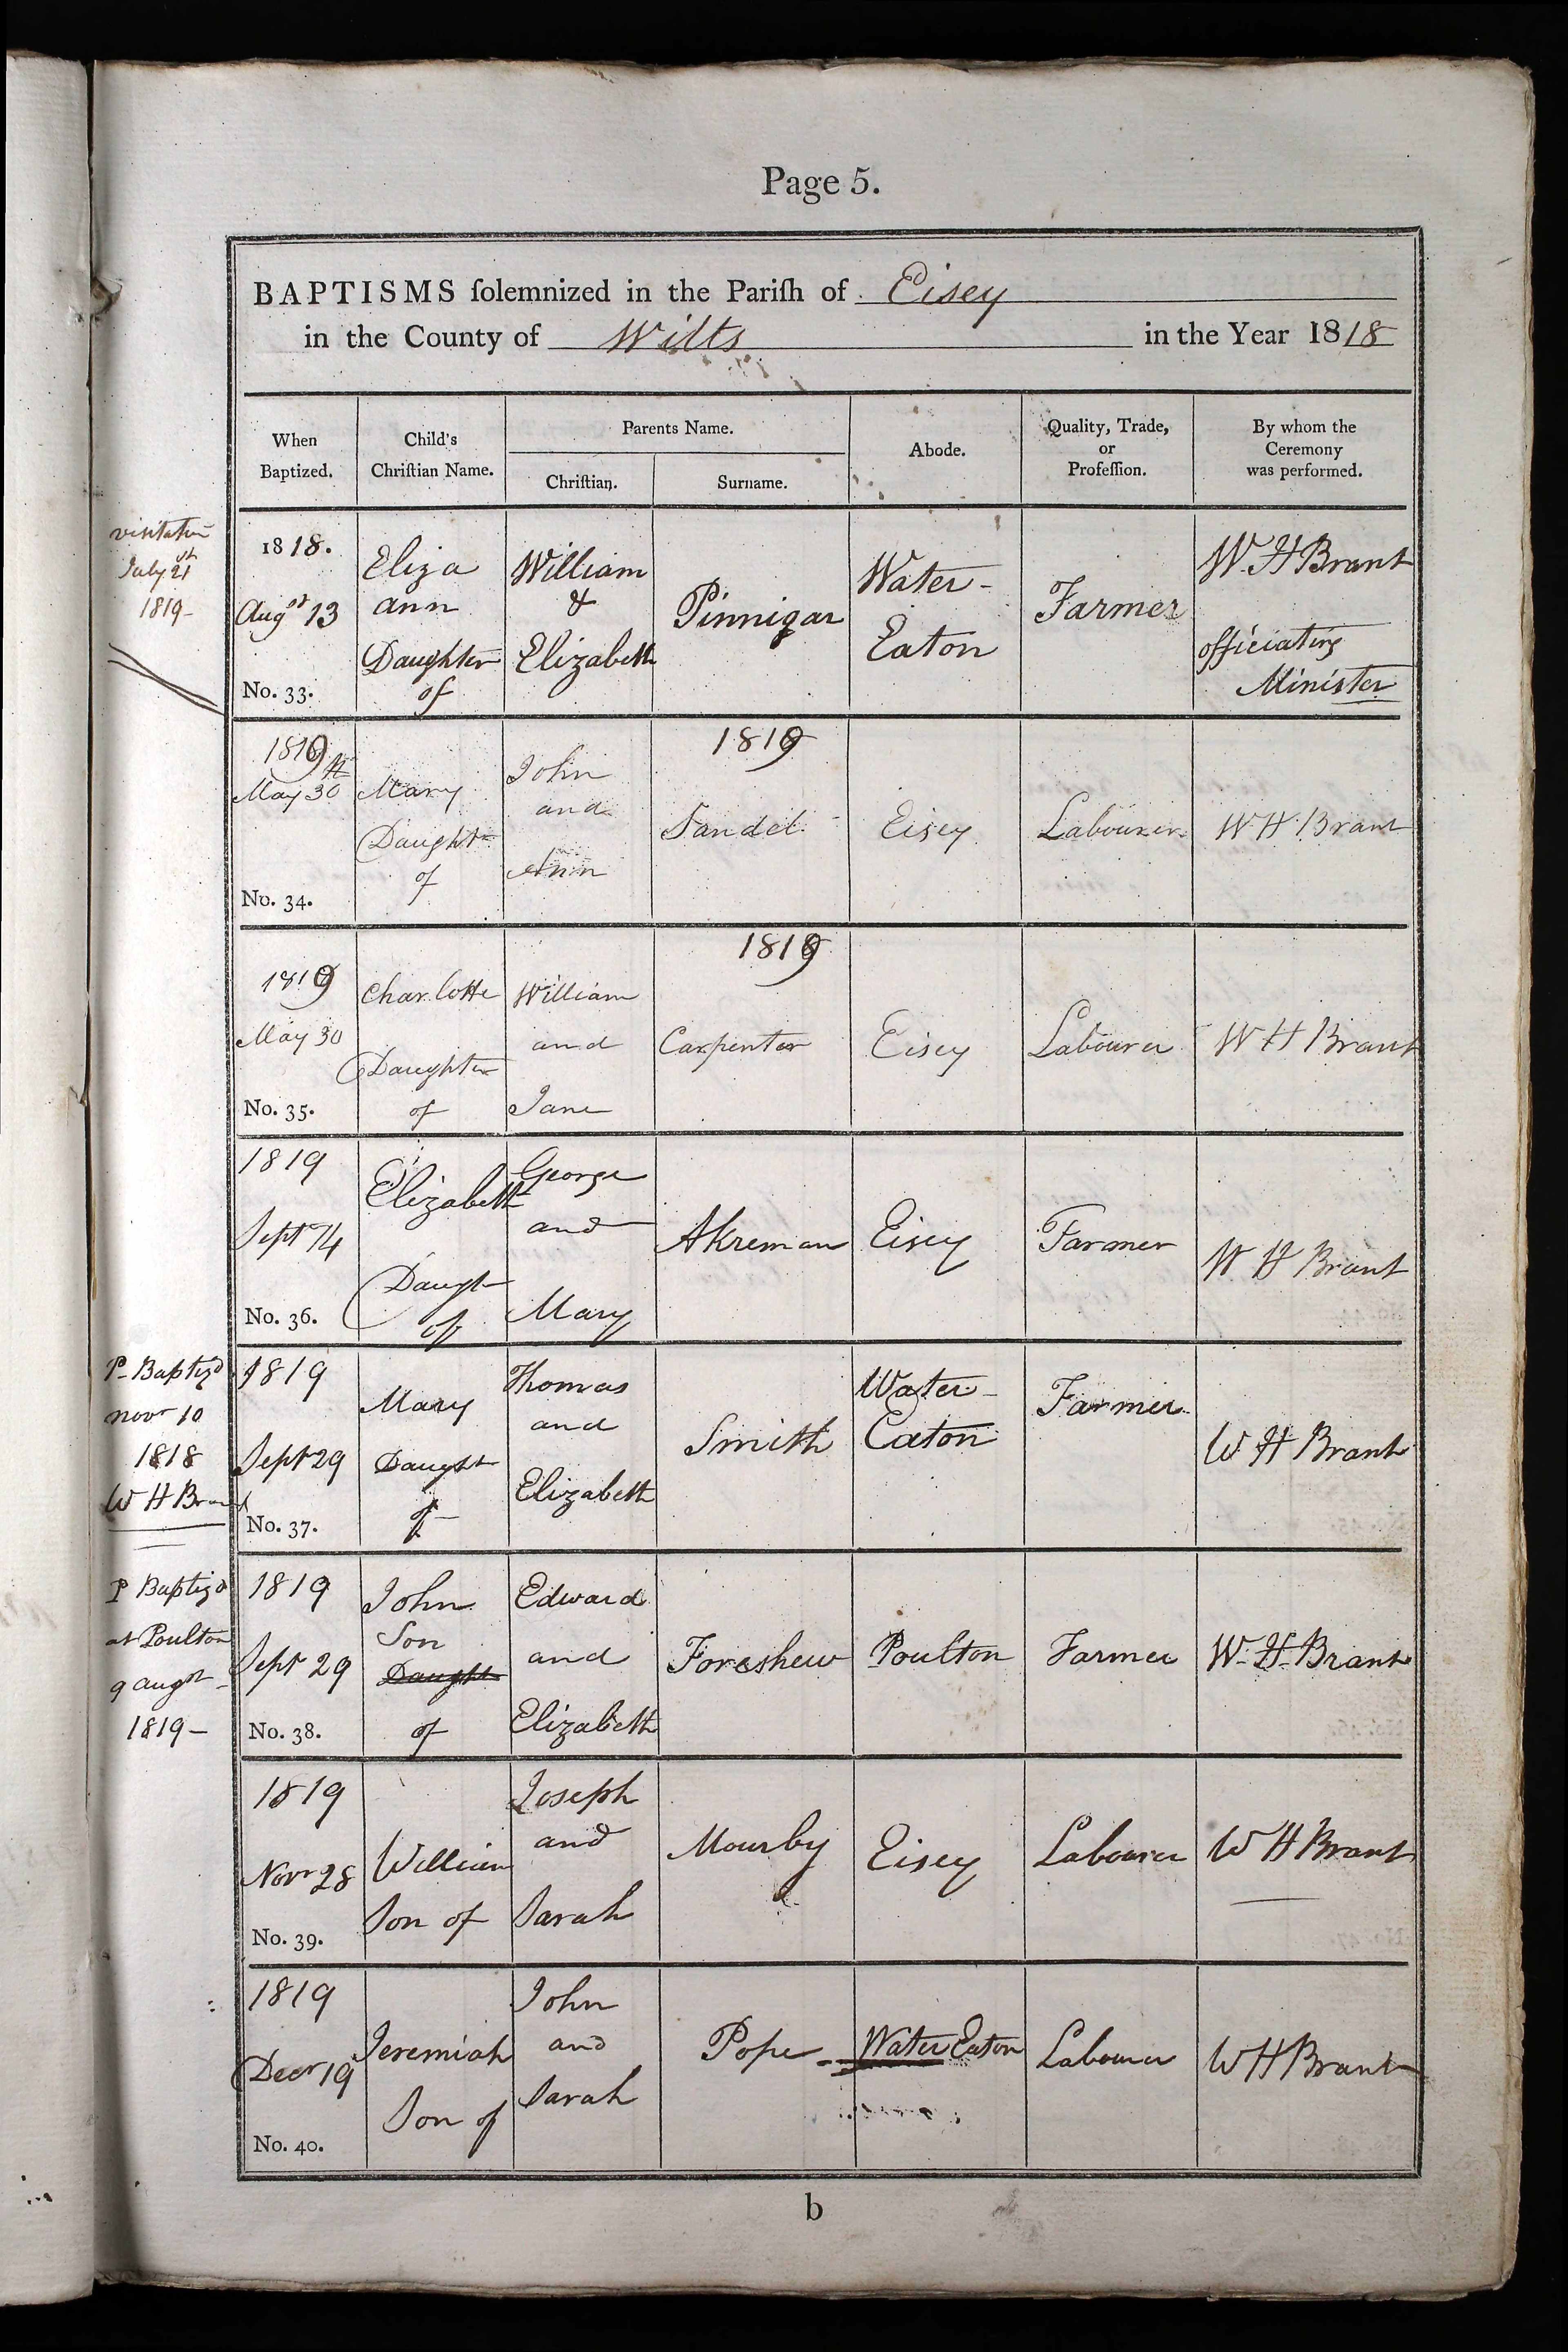 Page 5.
BAPTISMS ſolemnized in the Pariſh of Eisey
in the County of Wilts in the Year 1818
When
Baptized.
Child's
Chriſtian Name.
Parents Name.
Chriſtian.
Surname.
Abode.
Quality, Trade,
or
Profeſſion.
By whom the
Ceremony
was performed.
visitation
July 21st
1819-
1818.
Augst 13
No. 33.
Eliza
ann
Daughter
of
William
&
Elizabeth
Pinnigar
Water-
Eaton
Farmer
W. H Brant
officiating
Minister
1819
May 30th
No. 34.
Mary
Daughtr
of
John
and
Ann
1819
Sandel
Eisey
Labourer
W H Brant
1819
May 30
No. 35.
Charlotte
Daughter
of
William
and
Jane
1819
Carpenter
Eisey
Labourer
W H Brant
1819
Sept 14
No. 36.
Elizabeth
Daugt
of
George
and
Mary
Akreman
Eisey
Farmer
W H Brant
P- Baptizd
novr 10
1818
W H Brant
1819
Sept 29
No. 37.
Mary
Daught
of
Thomas
and
Elizabeth
Smith
Water-
Eaton
Farmer
W H Brant
P Baptizd
at Poulton
9 augst-
1819-
1819
Sept 29
No. 38.
John
Son
Daught
of
Edward
and
Elizabeth
Foreshew
Poulton
Farmer
W- H- Brant
1819
Novr 28
No. 39.
William
Son of
Joseph
and
Sarah
Mourby
Eisey
Labourer
W H Brant
1819
Decr 19
No. 40.
Jeremiah
Son of
John
and
Sarah
Pope
Water Eaton
Labourer
W H Brant
b